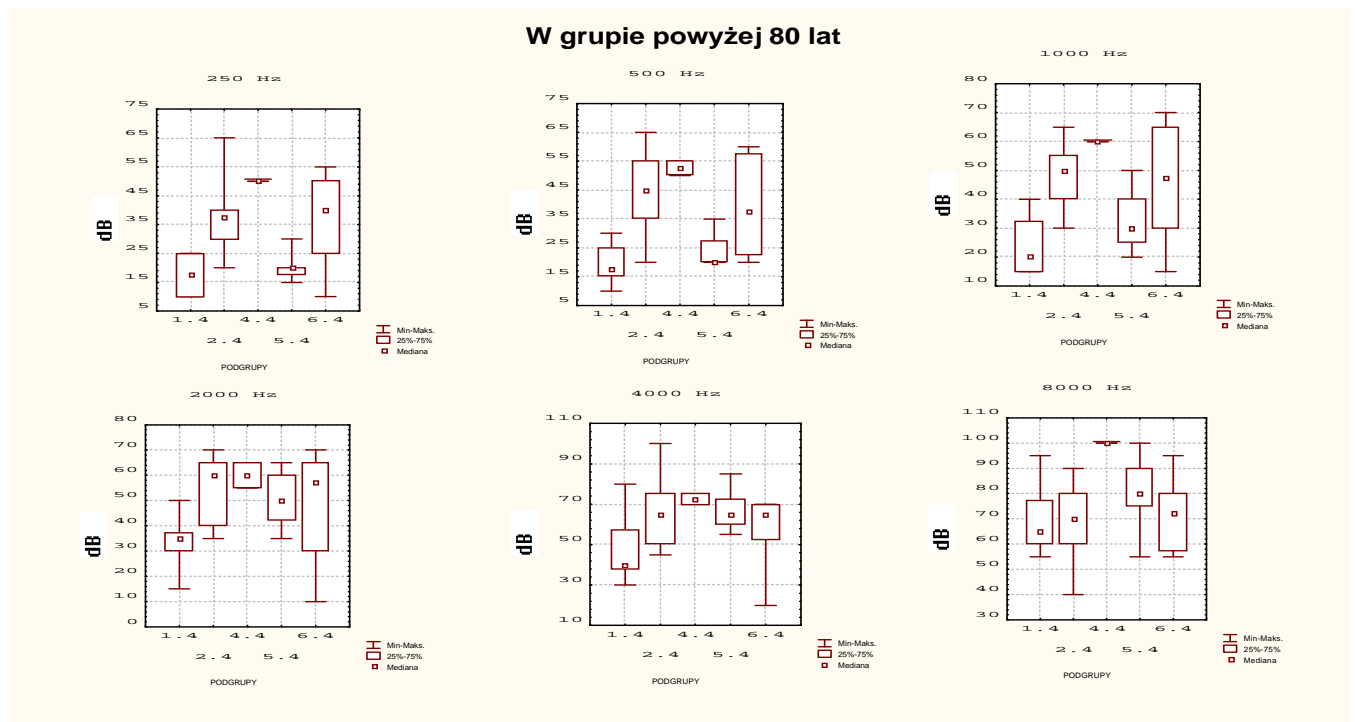 W grupie powyżej 80 lat
250 Hz
75
65
55
45
35
25
15
5
dB
1.4 4.4 6.4
2.4 5.4
PODGRUPY
Min-Maks.
25%-75%
Mediana
500 Hz
75
65
55
45
35
25
15
5
dB
1.4 4.4 6.4
2.4 5.4
PODGRUPY
Min-Maks.
25%-75%
Mediana
1000 Hz
80
70
60
50
40
30
20
10
dB
1.4 4.4 6.4
2.4 5.4
PODGRUPY
Min-Maks.
25%-75%
Mediana
2000 Hz
80
70
60
50
40
30
20
10
0
dB
1.4 4.4 6.4
2.4 5.4
PODGRUPY
Min-Maks.
25%-75%
Mediana
4000 Hz
110
90
70
50
30
10
dB
1.4 4.4 6.4
2.4 5.4
PODGRUPY
Min-Maks.
25%-75%
Mediana
8000 Hz
110
100
90
80
70
60
50
40
30
dB
1.4 4.4 6.4
2.4 5.4
PODGRUPY
Min-Maks.
25%-75%
Mediana